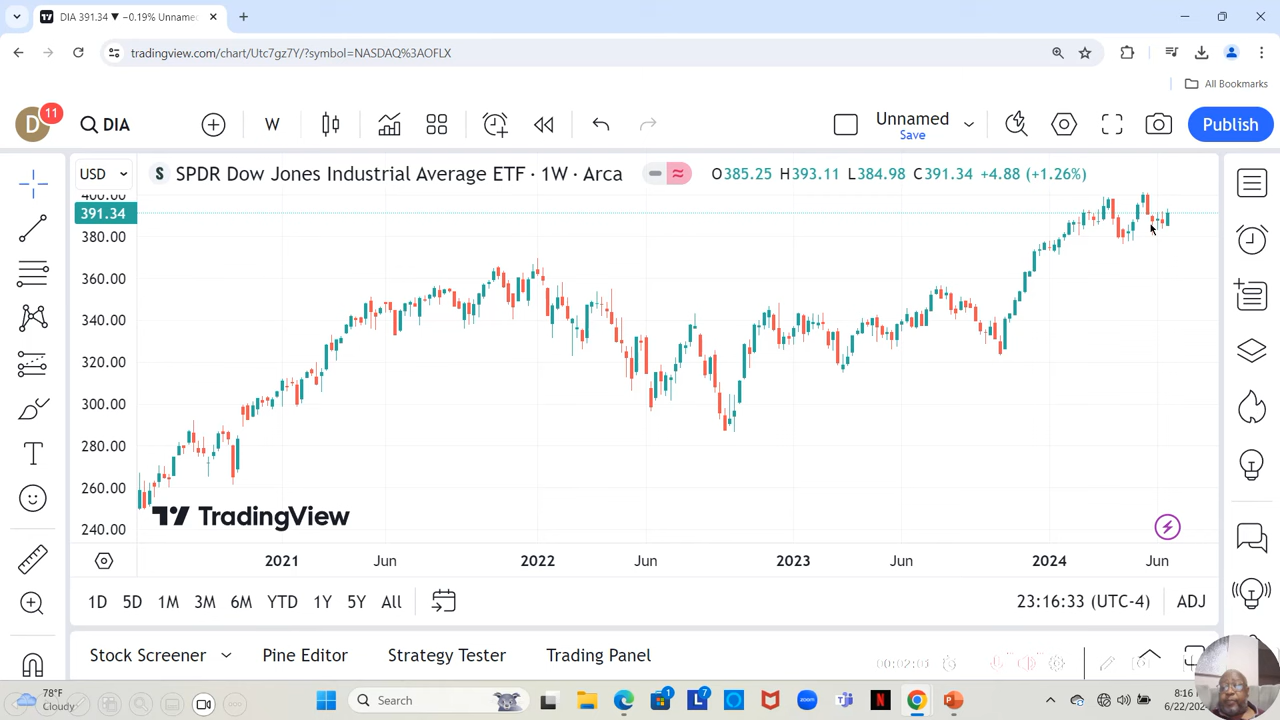 DIA 391.34 ▼ −0.19% Unname
tradingview.com/chart/Utc7gz7Y/?symbol=NASDAQ%3AOFLX
All Bookmarks
D
11
DIA
W
Unnamed
Save
Publish
USD
S
SPDR Dow Jones Industrial Average ETF · 1W · Arca
O385.25 H393.11 L384.98 C391.34 +4.88 (+1.26%)
400.00
391.34
380.00
360.00
340.00
320.00
300.00
280.00
260.00
240.00
TradingView
2021 Jun 2022 Jun 2023 Jun 2024 Jun
1D 5D 1M 3M 6M YTD 1Y 5Y All
23:16:33 (UTC-4) ADJ
Stock Screener Pine Editor Strategy Tester Trading Panel
78°F
Cloudy
Search
1
7
8:16